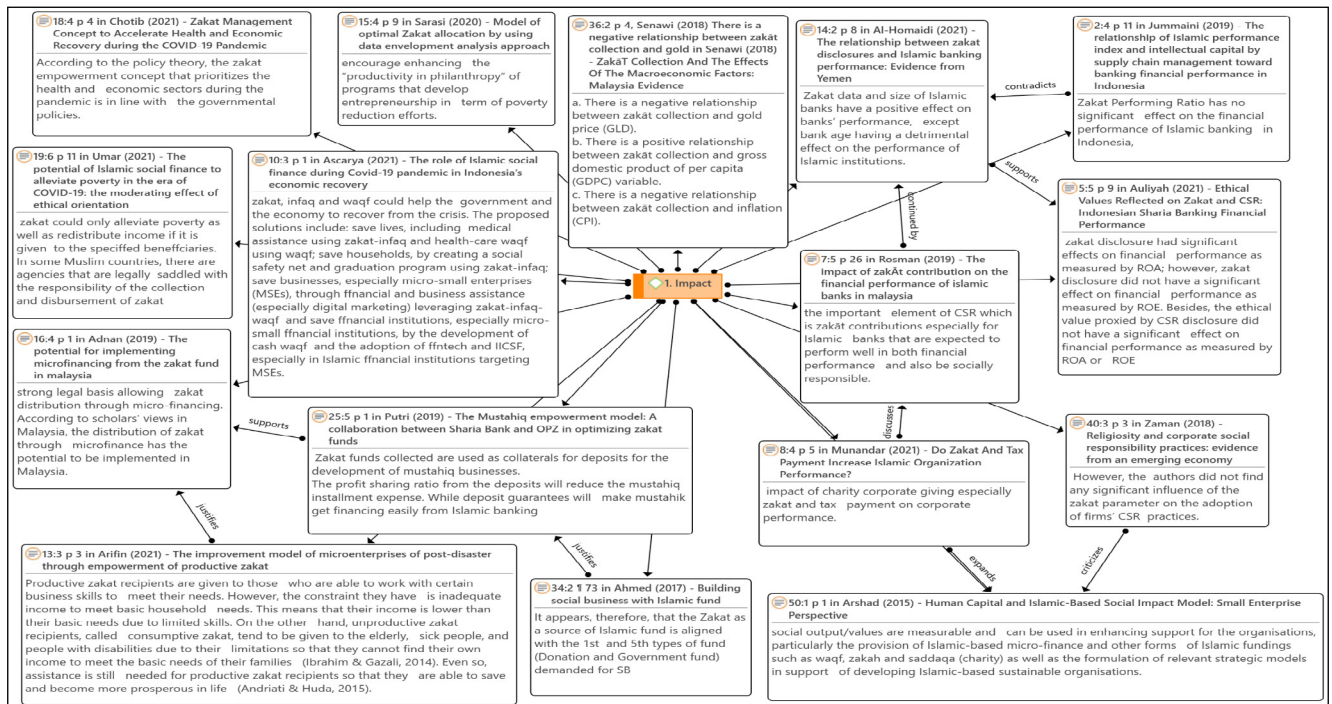 18:4 p 4 in Chotib (2021) - Zakat Management
Concept to Accelerate Health and Economic
Recovery during the COVID-19 Pandemic
According to the policy theory, the zakat
empowerment concept that prioritizes the
health and economic sectors during the
pandemic is in line with the governmental
policies.
15:4 p 9 in Sarasi (2020) - Model of
optimal Zakat allocation by using
data envelopment analysis approach
encourage enhancing the
"productivity in philanthropy" of
programs that develop
entrepreneurship in term of poverty
reduction efforts.
36:2 p 4, Senawi (2018) There is a
negative relationship between zakāt
collection and gold in Senawi (2018)
- ZakāT Collection And The Effects
Of The Macroeconomic Factors:
Malaysia Evidence
a. There is a negative relationship
between zakāt collection and gold
price (GLD).
b. There is a positive relationship
between zakāt collection and gross
domestic product of per capita
(GDPC) variable.
c. There is a negative relationship
between zakāt collection and inflation
(CPI).
14:2 p 8 in Al-Homaidi (2021) -
The relationship between zakat
disclosures and Islamic banking
performance: Evidence from
Yemen
Zakat data and size of Islamic
banks have a positive effect on
banks' performance, except
bank age having a detrimental
effect on the performance of
Islamic institutions.
2:4 p 11 in Jummaini (2019) - The
relationship of Islamic performance
index and intellectual capital by
supply chain management toward
banking financial performance in
Indonesia
Zakat Performing Ratio has no
significant effect on the financial
performance of Islamic banking in
Indonesia,
contradicts
supports
19:6 p 11 in Umar (2021) - The
potential of Islamic social finance to
alleviate poverty in the era of
COVID-19: the moderating effect of
ethical orientation
zakat could only alleviate poverty as
well as redistribute income if it is
given to the speciffed beneffciaries.
In some Muslim countries, there are
agencies that are legally saddled with
the responsibility of the collection
and disbursement of zakat
10:3 p 1 in Ascarya (2021) - The role of Islamic social
finance during Covid-19 pandemic in Indonesia's
economic recovery
zakat, infaq and waqf could help the government and
the economy to recover from the crisis. The proposed
solutions include: save lives, including medical
assistance using zakat-infaq and health-care waqf
using waqf; save households, by creating a social
safety net and graduation program using zakat-infaq;
save businesses, especially micro-small enterprises
(MSEs), through ffnancial and business assistance
(especially digital marketing) leveraging zakat-infaq-
waqf and save ffnancial institutions, especially micro-
small ffnancial institutions, by the development of
cash waqf and the adoption of ffntech and IICSF,
especially in Islamic ffnancial institutions targeting
MSEs.
1. Impact
continued by
7:5 p 26 in Rosman (2019) - The
impact of zakÂt contribution on the
financial performance of islamic
banks in malaysia
the important element of CSR which
is zakāt contributions especially for
Islamic banks that are expected to
perform well in both financial
performance and also be socially
responsible.
5:5 p 9 in Auliyah (2021) - Ethical
Values Reflected on Zakat and CSR:
Indonesian Sharia Banking Financial
Performance
zakat disclosure had significant
effects on financial performance as
measured by ROA; however, zakat
disclosure did not have a significant
effect on financial performance as
measured by ROE. Besides, the ethical
value proxied by CSR disclosure did
not have a significant effect on
financial performance as measured by
ROA or ROE
16:4 p 1 in Adnan (2019) - The
potential for implementing
microfinancing from the zakat fund
in malaysia
strong legal basis allowing zakat
distribution through micro-financing.
According to scholars' views in
Malaysia, the distribution of zakat
through microfinance has the
potential to be implemented in
Malaysia.
supports
25:5 p 1 in Putri (2019) - The Mustahiq empowerment model: A
collaboration between Sharia Bank and OPZ in optimizing zakat
funds
Zakat funds collected are used as collaterals for deposits for the
development of mustahiq businesses.
The profit sharing ratio from the deposits will reduce the mustahiq
installment expense. While deposit guarantees will make mustahik
get financing easily from Islamic banking
discusses
8:4 p 5 in Munandar (2021) - Do Zakat And Tax
Payment Increase Islamic Organization
Performance?
impact of charity corporate giving especially
zakat and tax payment on corporate
performance.
40:3 p 3 in Zaman (2018) -
Religiosity and corporate social
responsibility practices: evidence
from an emerging economy
However, the authors did not find
any significant influence of the
zakat parameter on the adoption
of firms' CSR practices.
justifies
justifies
expands
criticizes
13:3 p 3 in Arifin (2021) - The improvement model of microenterprises of post-disaster
through empowerment of productive zakat
Productive zakat recipients are given to those who are able to work with certain
business skills to meet their needs. However, the constraint they have is inadequate
income to meet basic household needs. This means that their income is lower than
their basic needs due to limited skills. On the other hand, unproductive zakat
recipients, called consumptive zakat, tend to be given to the elderly, sick people, and
people with disabilities due to their limitations so that they cannot find their own
income to meet the basic needs of their families (Ibrahim & Gazali, 2014). Even so,
assistance is still needed for productive zakat recipients so that they are able to save
and become more prosperous in life (Andriati & Huda, 2015).
34:2 ¶ 73 in Ahmed (2017) - Building
social business with Islamic fund
It appears, therefore, that the Zakat as
a source of Islamic fund is aligned
with the 1st and 5th types of fund
(Donation and Government fund)
demanded for SB
50:1 p 1 in Arshad (2015) - Human Capital and Islamic-Based Social Impact Model: Small Enterprise
Perspective
social output/values are measurable and can be used in enhancing support for the organisations,
particularly the provision of Islamic-based micro-finance and other forms of Islamic fundings
such as waqf, zakah and saddaqa (charity) as well as the formulation of relevant strategic models
in support of developing Islamic-based sustainable organisations.